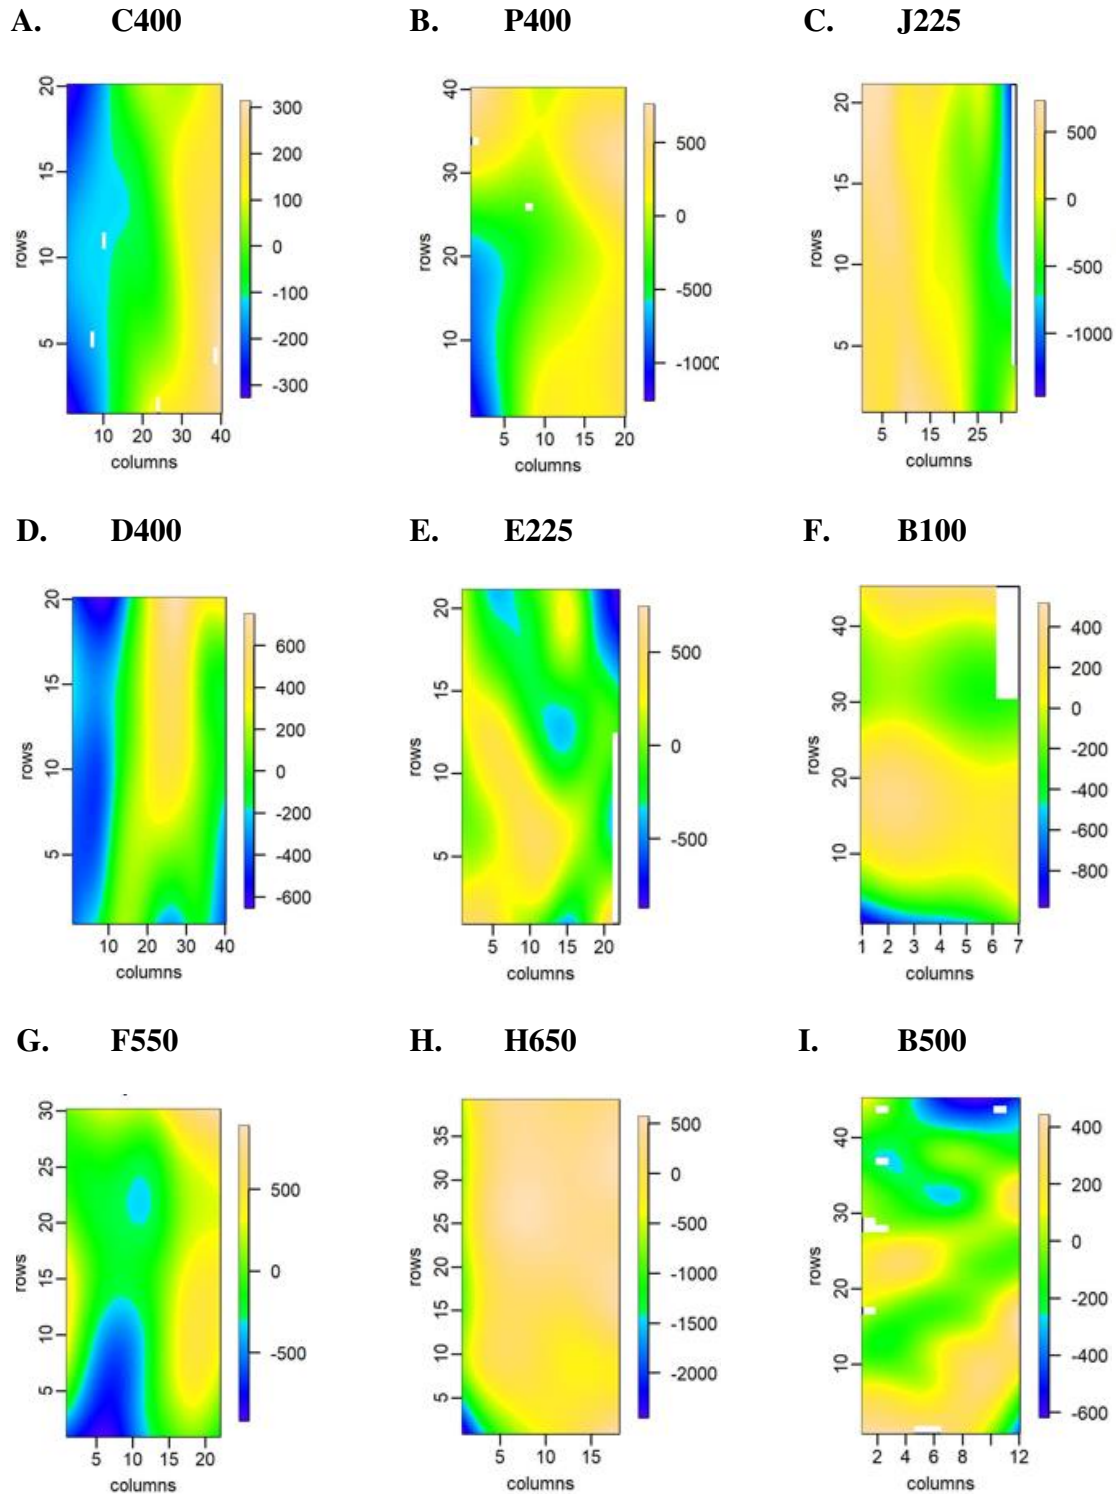 A. C400
B. P400
C. J225
rows
20
15
10
5
10 20 30 40
columns
300
200
100
0
-100
-200
-300
rows
40
30
20
10
5 10 15 20
columns
500
0
-500
-1000
rows
20
15
10
5
5 15 25
columns
500
0
-500
-1000
D. D400
E. E225
F. B100
rows
20
15
10
5
10 20 30 40
columns
600
400
200
0
-200
-400
-600
rows
20
15
10
5
5 10 15 20
columns
500
0
-500
rows
40
30
20
10
1 2 3 4 5 6 7
columns
400
200
0
-200
-400
-600
-800
G. F550
H. H650
I. B500
rows
30
25
20
15
10
5
5 10 15 20
columns
500
0
-500
rows
35
30
25
20
15
10
5
5 10 15
columns
500
0
-500
-1000
-1500
-2000
rows
40
30
20
10
2 4 6 8 12
columns
400
200
0
-200
-400
-600